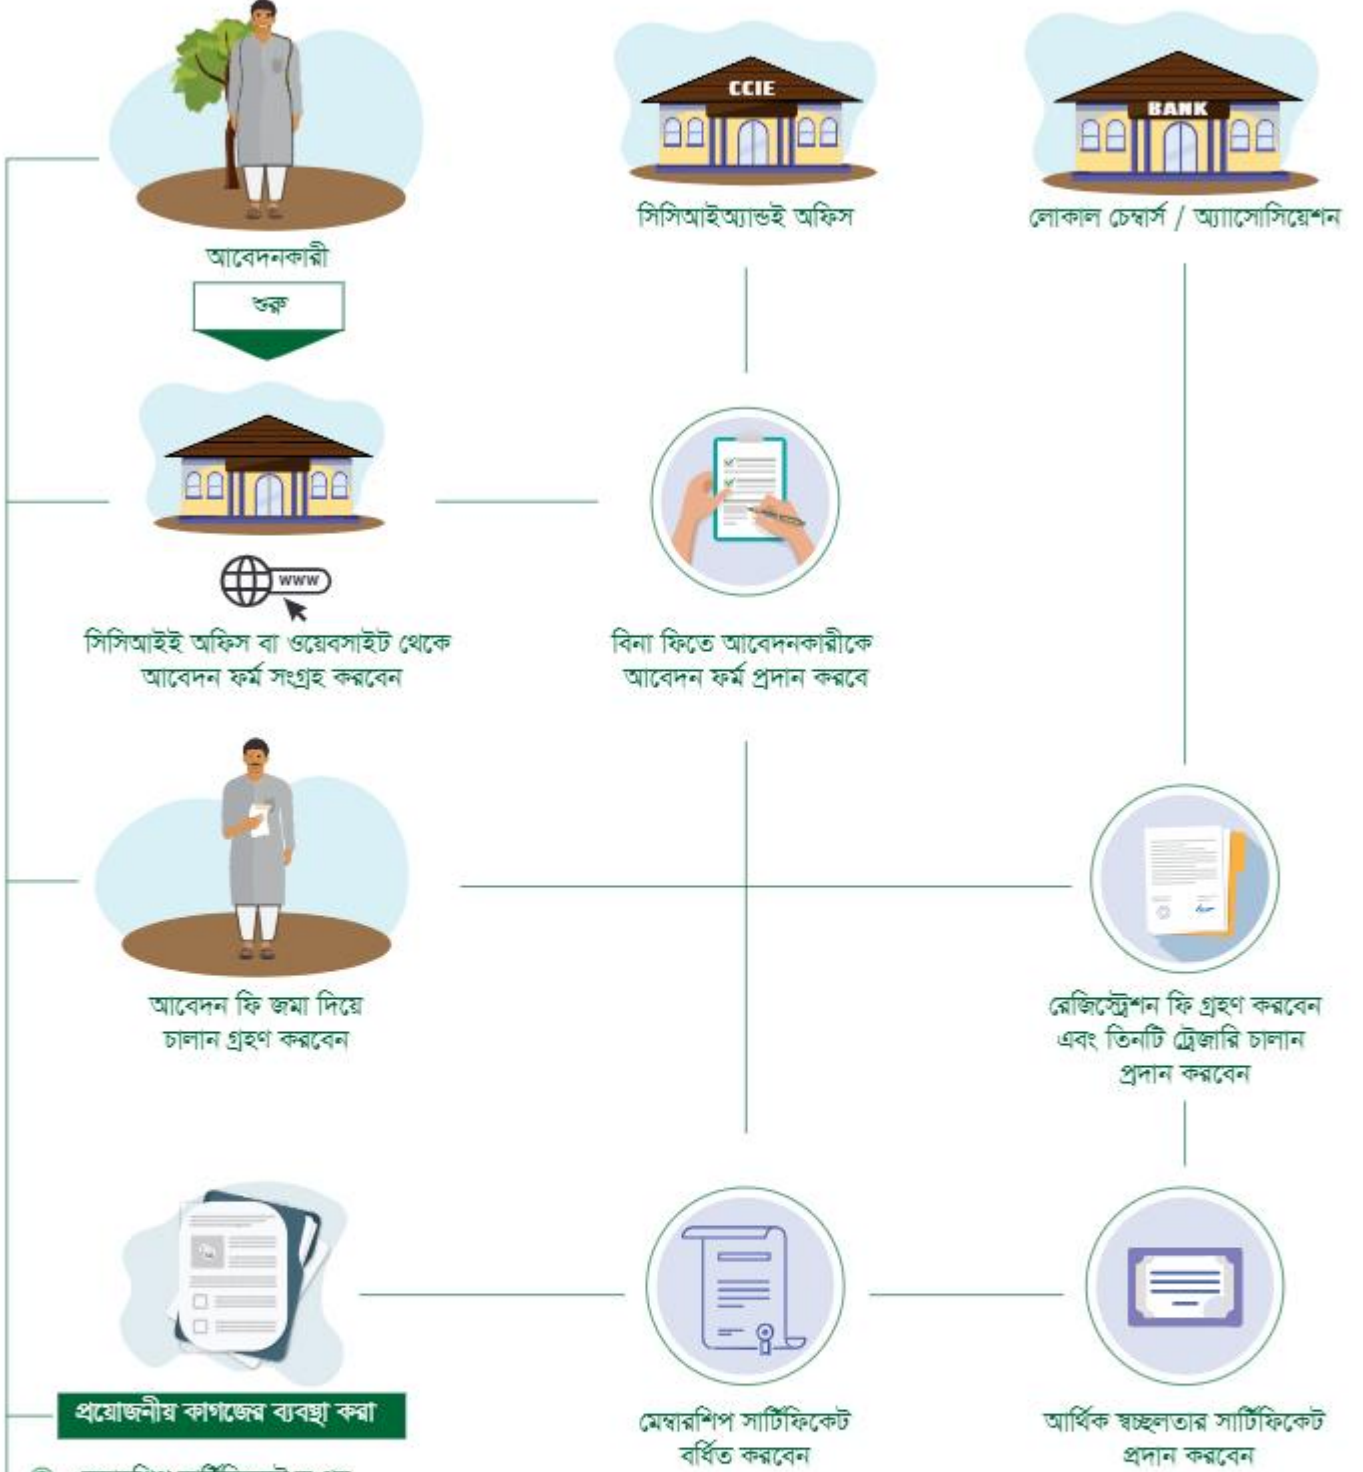 CCIE
BANK
সিসিআইঅ্যান্ডই অফিস
লোকাল চেম্বার্স / অ্যাসোসিয়েশন
আবেদনকারী
শুরু
www
সিসিআইই অফিস বা ওয়েবসাইট থেকে
আবেদন ফর্ম সংগ্রহ করবেন
বিনা ফিতে আবেদনকারীকে
আবেদন ফর্ম প্রদান করবে
আবেদন ফি জমা দিয়ে
চালান গ্রহণ করবেন
রেজিস্ট্রেশন ফি গ্রহণ করবেন
এবং তিনটি ট্রেজারি চালান
প্রদান করবেন
প্রয়োজনীয় কাগজের ব্যবস্থা করা
মেম্বারশিপ সার্টিফিকেট
বর্ধিত করবেন
আর্থিক স্বচ্ছলতার সার্টিফিকেট
প্রদান করবেন